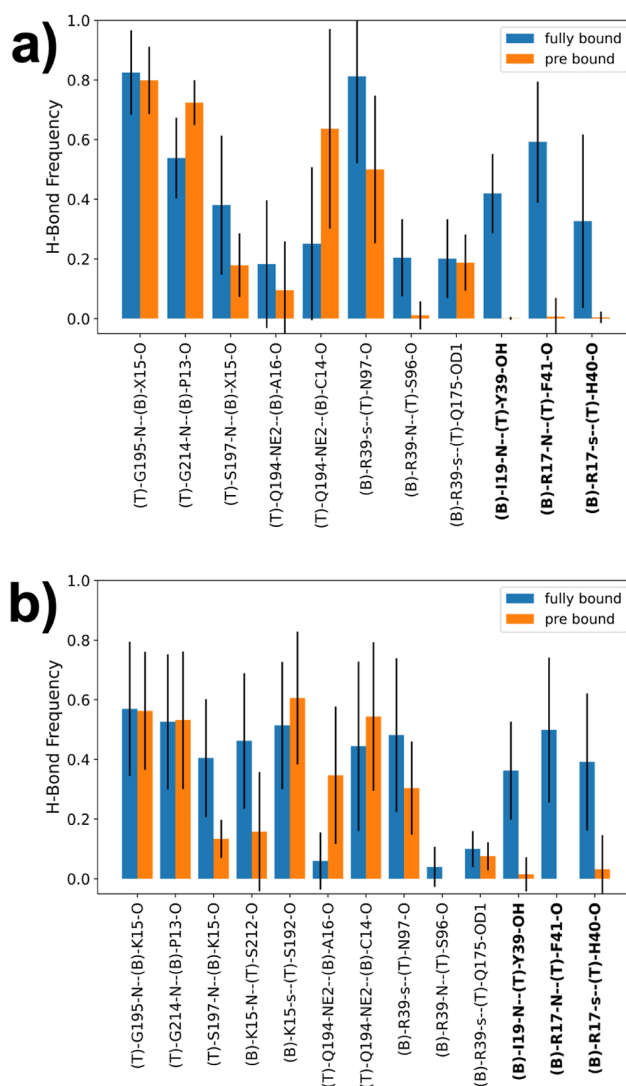 a)
fully bound
pre bound
H-Bond Frequency
1.0
0.8
0.6
0.4
0.2
0.0
(T)-G195-N--(B)-X15-O
(T)-G214-N--(B)-P13-O
(T)-S197-N--(B)-X15-O
(T)-Q194-NE2--(B)-A16-O
(T)-Q194-NE2--(B)-C14-O
(B)-R39-s--(T)-N97-O
(B)-R39-N--(T)-S96-O
(B)-R39-s--(T)-Q175-OD1
(B)-I19-N--(T)-Y39-OH
(B)-R17-N--(T)-F41-O
(B)-R17-s--(T)-H40-O
b)
fully bound
pre bound
H-Bond Frequency
1.0
0.8
0.6
0.4
0.2
0.0
(T)-G195-N--(B)-K15-O
(T)-G214-N--(B)-P13-O
(T)-S197-N--(B)-K15-O
(B)-K15-N--(T)-S212-O
(B)-K15-s--(T)-S192-O
(T)-Q194-NE2--(B)-A16-O
(T)-Q194-NE2--(B)-C14-O
(B)-R39-s--(T)-N97-O
(B)-R39-N--(T)-S96-O
(B)-R39-s--(T)-Q175-OD1
(B)-I19-N--(T)-Y39-OH
(B)-R17-N--(T)-F41-O
(B)-R17-s--(T)-H40-O